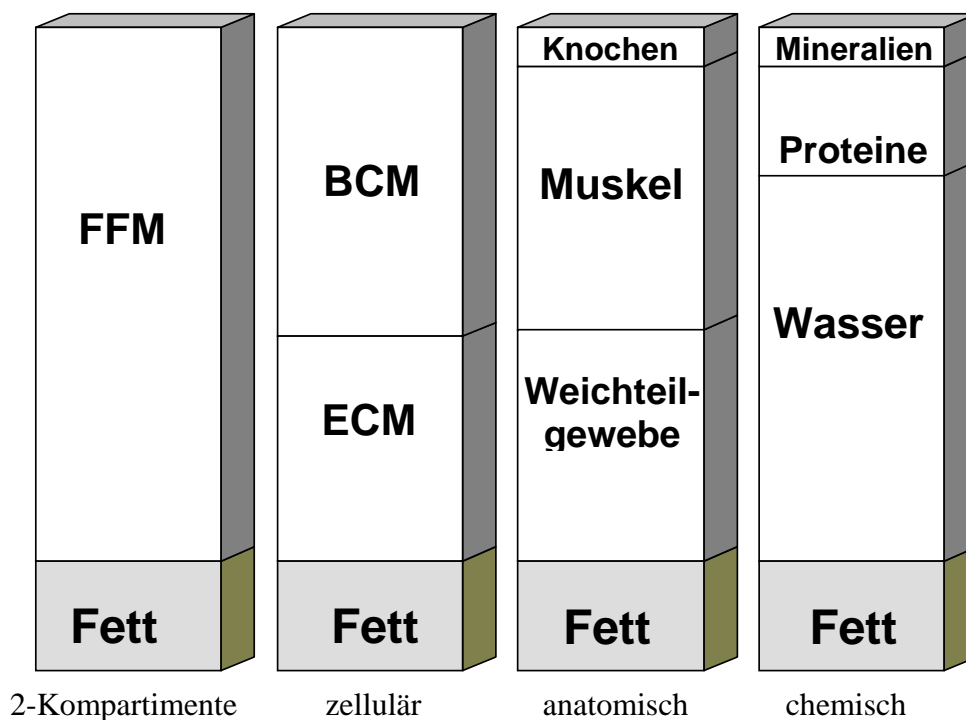 FFM
Fett
2-Kompartimente
BCM
ECM
Fett
zellulär
Knochen
Muskel
Weichteil-
gewebe
Fett
anatomisch
Mineralien
Proteine
Wasser
Fett
chemisch